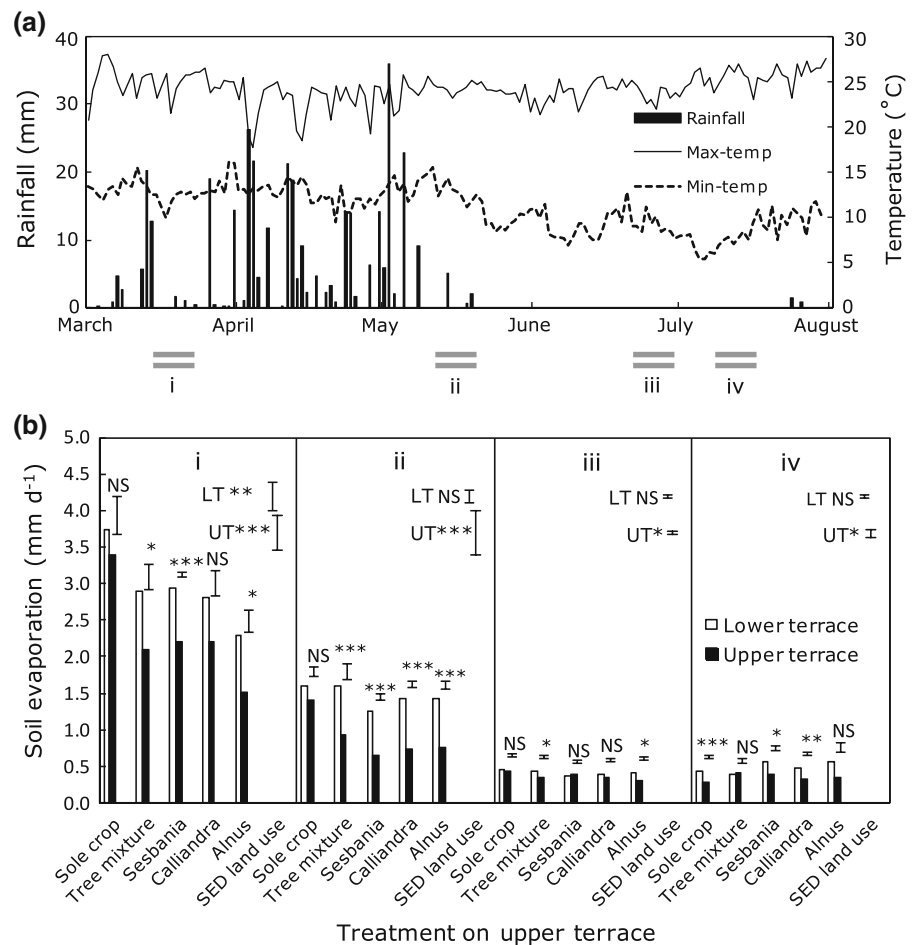 (a)
40 30
30 25
20 20
15
10 10
5
0 0
Rainfall (mm)
Temperature (°C)
Rainfall
Max-temp
Min-temp
March April May June July August
i ii iii iv
(b)
5.0
4.5
4.0
3.5
3.0
2.5
2.0
1.5
1.0
0.5
0.0
Soil evaporation (mm d-1)
i ii iii iv
NS LT ** LT NS LT NS LT NS
UT*** UT*** UT* UT*
* *** NS *
NS *** *** *** ***
NS * NS NS *
*** NS * ** NS
Lower terrace
Upper terrace
Sole crop Tree mixture Sesbania Calliandra Alnus SED land use Sole crop Tree mixture Sesbania Calliandra Alnus SED land use Sole crop Tree mixture Sesbania Calliandra Alnus SED land use Sole crop Tree mixture Sesbania Calliandra Alnus SED land use
Treatment on upper terrace